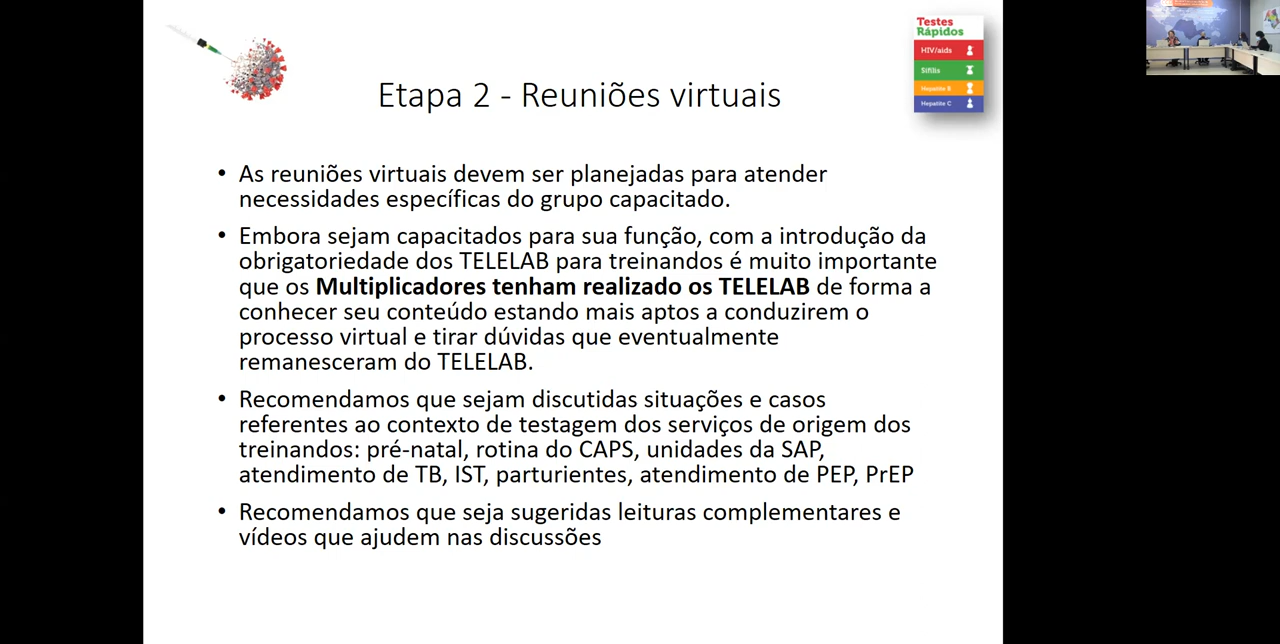 Testes
Rápidos
HIV/aids
Sífilis
Hepatite B
Hepatite C
Etapa 2 - Reuniões virtuais
• As reuniões virtuais devem ser planejadas para atender
necessidades específicas do grupo capacitado.
• Embora sejam capacitados para sua função, com a introdução da
obrigatoriedade dos TELELAB para treinandos é muito importante
que os Multiplicadores tenham realizado os TELELAB de forma a
conhecer seu conteúdo estando mais aptos a conduzirem o
processo virtual e tirar dúvidas que eventualmente
remanesceram do TELELAB.
• Recomendamos que sejam discutidas situações e casos
referentes ao contexto de testagem dos serviços de origem dos
treinandos: pré-natal, rotina do CAPS, unidades da SAP,
atendimento de TB, IST, parturientes, atendimento de PEP, PrEP
• Recomendamos que seja sugeridas leituras complementares e
vídeos que ajudem nas discussões